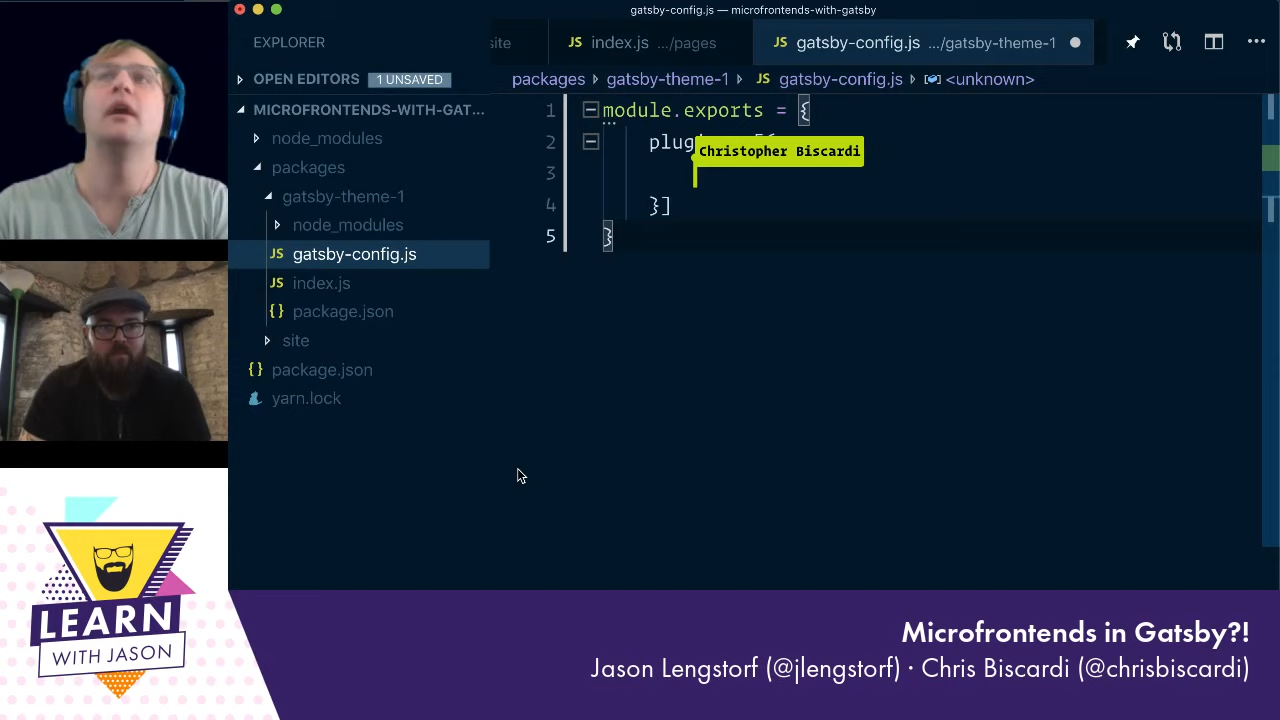 gatsby-config.js — microfrontends-with-gatsby
EXPLORER
site
JS index.js .../pages
JS gatsby-config.js .../gatsby-theme-1
OPEN EDITORS 1 UNSAVED
packages gatsby-theme-1 JS gatsby-config.js <unknown>
MICROFRONTENDS-WITH-GAT...
node_modules
packages
gatsby-theme-1
node_modules
JS gatsby-config.js
JS index.js
{} package.json
site
{} package.json
yarn.lock
1 module.exports = {
2 plug
Christopher Biscardi
3
4 }]
5 }
LEARN
WITH JASON
Microfrontends in Gatsby?!
Jason Lengstorf (@jlengstorf) · Chris Biscardi (@chrisbiscardi)